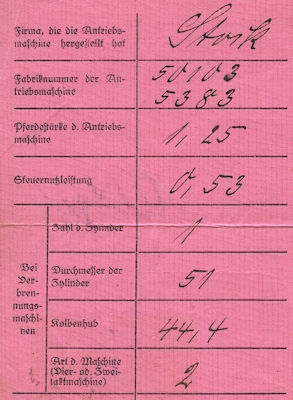 Firma, die die Antriebs-
maschine hergestellt hat
Stork
Fabriknummer der An-
triebsmaschine
50103
5383
Pferdestärke d. Antriebs-
maschine
1, 25
Steuernutzleistung
0, 53
Bei
Ver-
bren-
nungs-
maschi-
nen
Zahl d. Zylinder
1
Durchmesser der
Zylinder
51
Kolbenhub
44,4
Art d. Maschine
(Vier- od. Zwei-
taktmaschine)
2